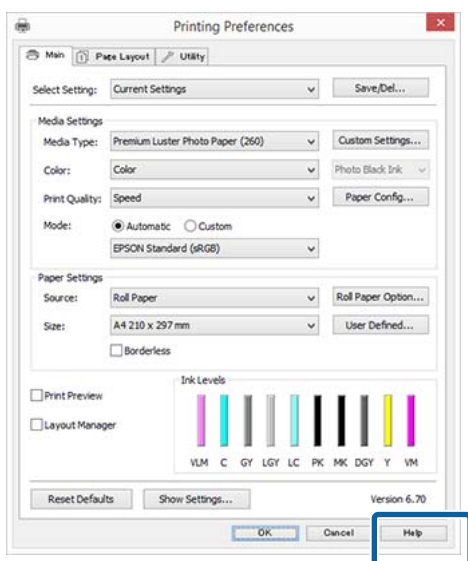 Printing Preferences
Main Page Layout Utility
Select Setting: Current Settings Save/Del...
Media Settings
Media Type: Premium Luster Photo Paper (260) Custom Settings...
Color: Color Photo Black Ink
Print Quality: Speed Paper Config...
Mode: Automatic Custom
EPSON Standard (sRGB)
Paper Settings
Source: Roll Paper Roll Paper Option...
Size: A4 210 x 297 mm User Defined...
Borderless
Ink Levels
Print Preview
Layout Manager
VLM C GY LGY LC PK MK DGY Y VM
Reset Defaults Show Settings... Version 6.70
OK Cancel Help